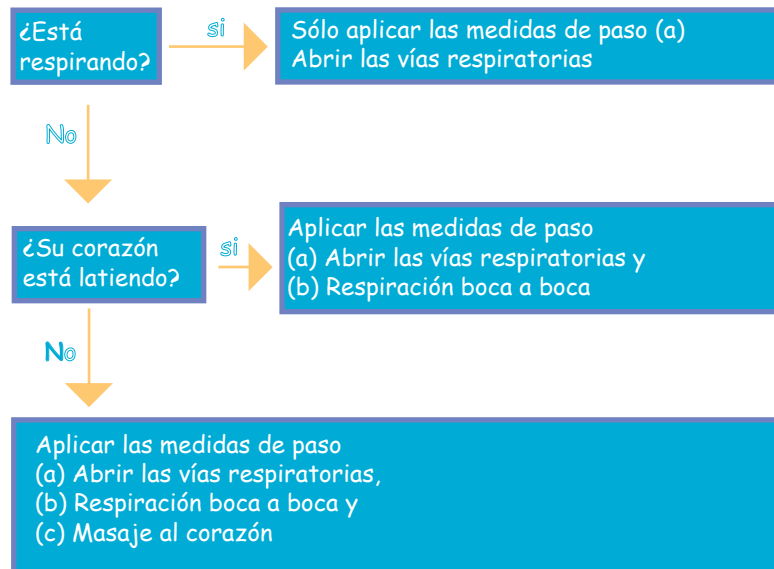 ¿Está
respirando?
si
Sólo aplicar las medidas de paso (a)
Abrir las vías respiratorias
No
¿Su corazón
está latiendo?
si
Aplicar las medidas de paso
(a) Abrir las vías respiratorias y
(b) Respiración boca a boca
No
Aplicar las medidas de paso
(a) Abrir las vías respiratorias,
(b) Respiración boca a boca y
(c) Masaje al corazón